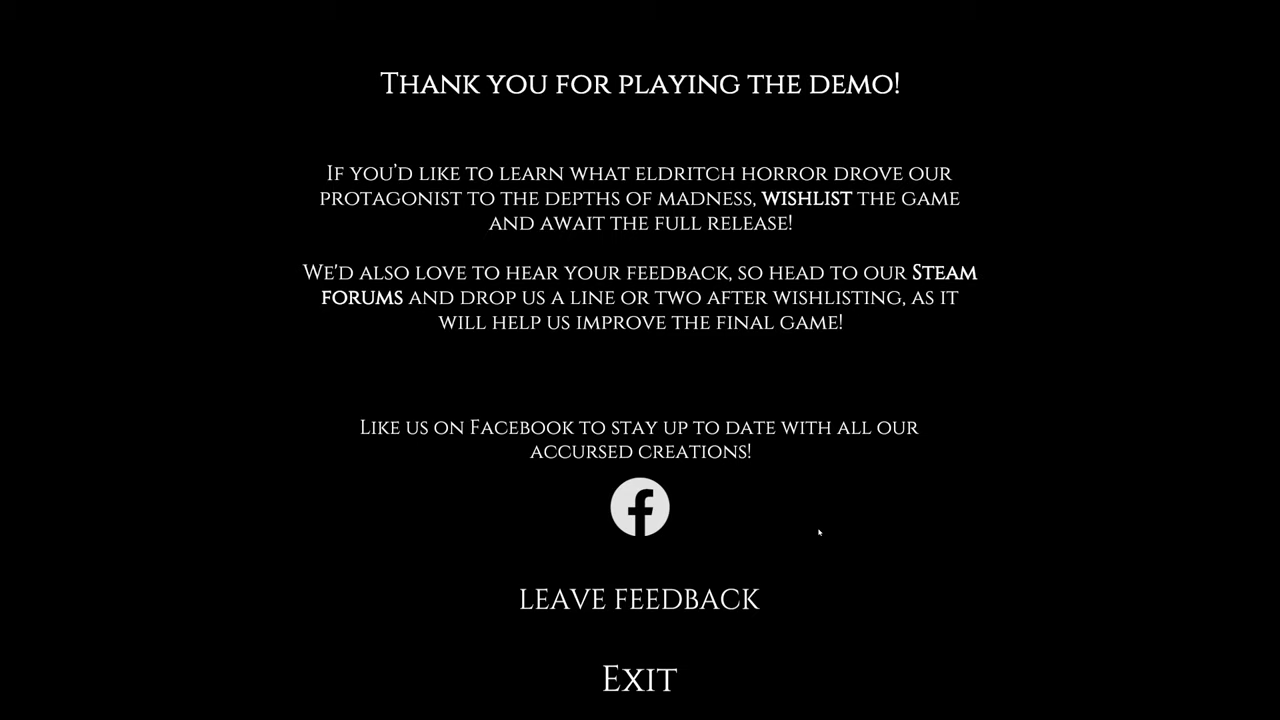 Thank you for playing the demo!
If you'd like to learn what eldritch horror drove our
protagonist to the depths of madness, wishlist the game
and await the full release!
We'd also love to hear your feedback, so head to our Steam
forums and drop us a line or two after wishlisting, as it
will help us improve the final game!
Like us on Facebook to stay up to date with all our
accursed creations!
LEAVE FEEDBACK
Exit